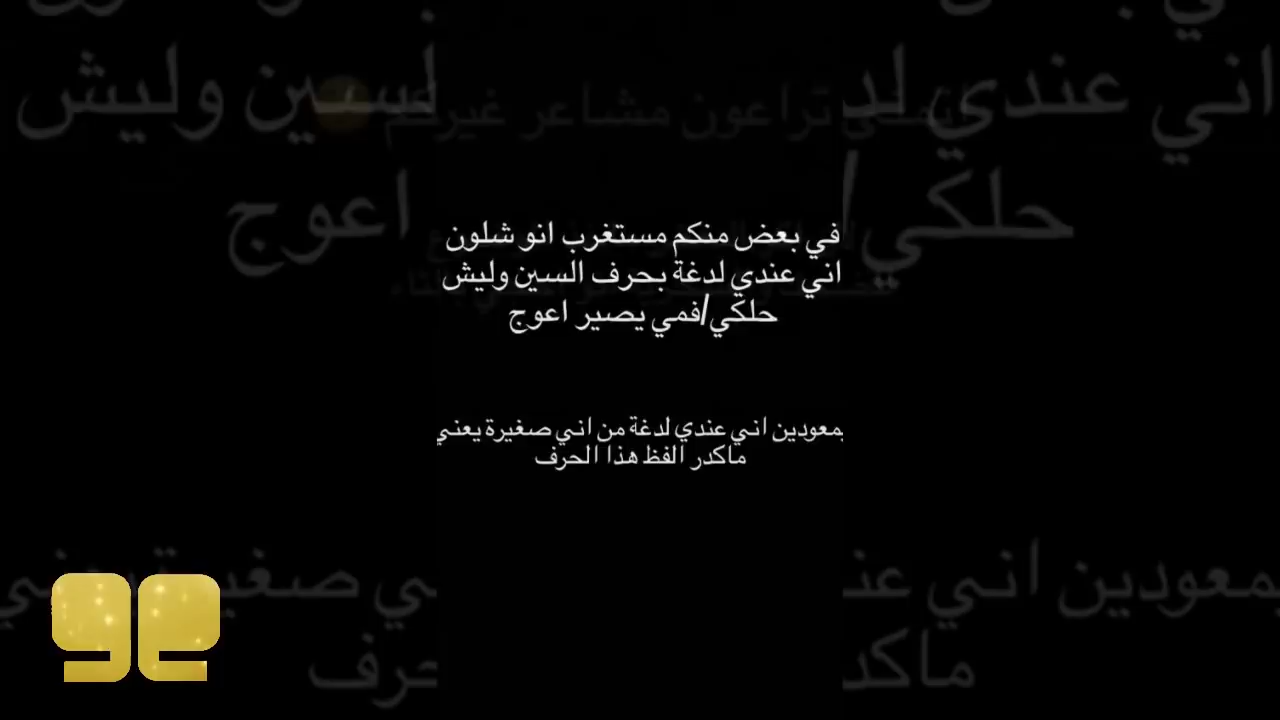 في بعض منكم مستغرب انو شلون
اني عندي لدغة بحرف السين وليش
حلكي/فمي يصير اعوج
يمعودين اني عندي لدغة من اني صغيرة يعني
ماكدر الفظ هذا الحرف